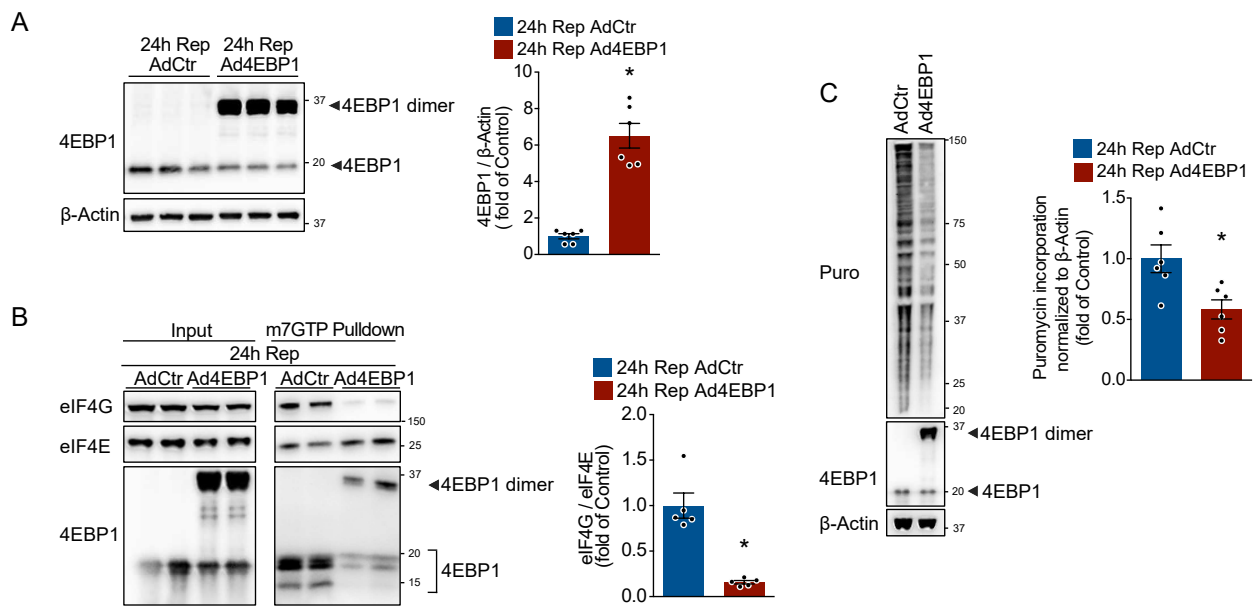 A
24h Rep AdCtr
24h Rep Ad4EBP1
4EBP1
37
4EBP1 dimer
20
4EBP1
β-Actin
37
24h Rep AdCtr
24h Rep Ad4EBP1
4EBP1 / β-Actin
( fold of Control)
10
8
6
4
2
0
*
B
Input
m7GTP Pulldown
24h Rep
AdCtr Ad4EBP1
AdCtr Ad4EBP1
eIF4G
150
eIF4E
25
4EBP1
37
4EBP1 dimer
20
15
4EBP1
24h Rep AdCtr
24h Rep Ad4EBP1
eIF4G / eIF4E
(fold of Control)
2.0
1.5
1.0
0.5
0.0
*
C
AdCtr
Ad4EBP1
Puro
150
75
50
37
25
20
4EBP1
37
4EBP1 dimer
20
4EBP1
β-Actin
37
24h Rep AdCtr
24h Rep Ad4EBP1
Puromycin incorporation
normalized to β-Actin
(fold of Control)
1.5
1.0
0.5
0.0
*